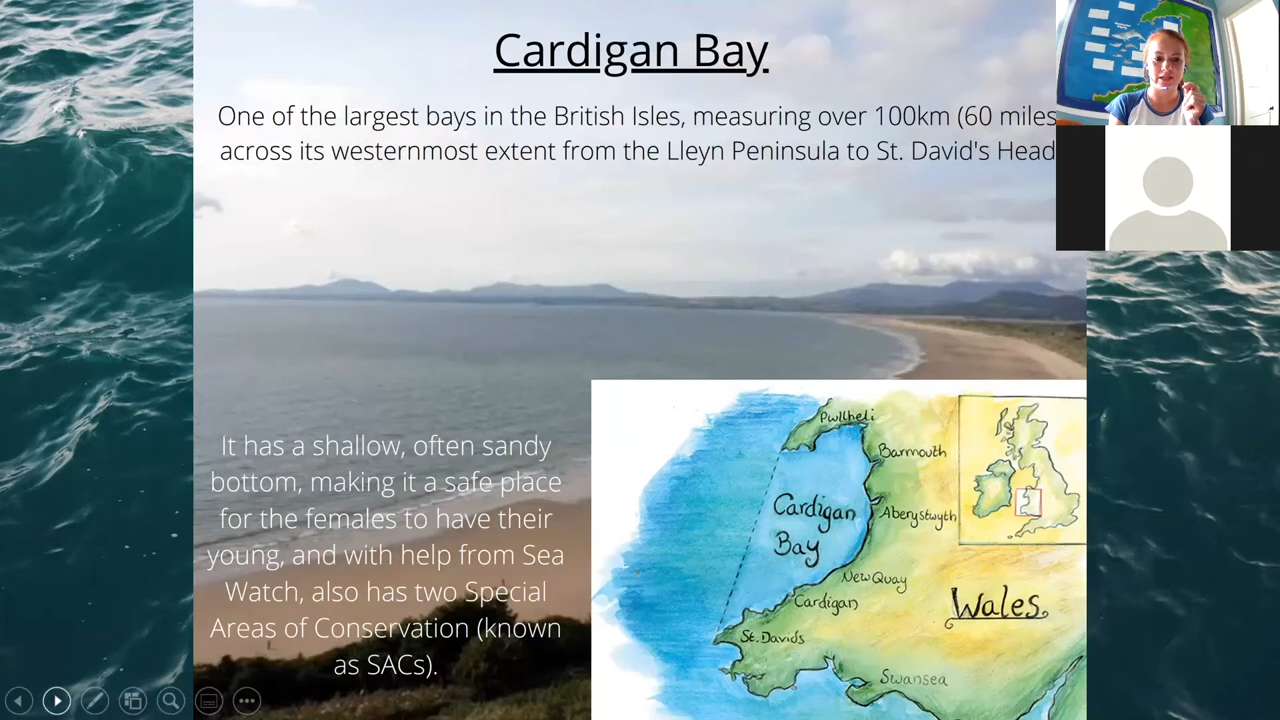 Cardigan Bay
One of the largest bays in the British Isles, measuring over 100km (60 miles
across its westernmost extent from the Lleyn Peninsula to St. David's Head
It has a shallow, often sandy
bottom, making it a safe place
for the females to have their
young, and with help from Sea
Watch, also has two Special
Areas of Conservation (known
as SACs).
Pwllheli
Barmouth
Cardigan
Bay
Aberystwyth
New Quay
Cardigan
Wales
St. Davids
Swansea